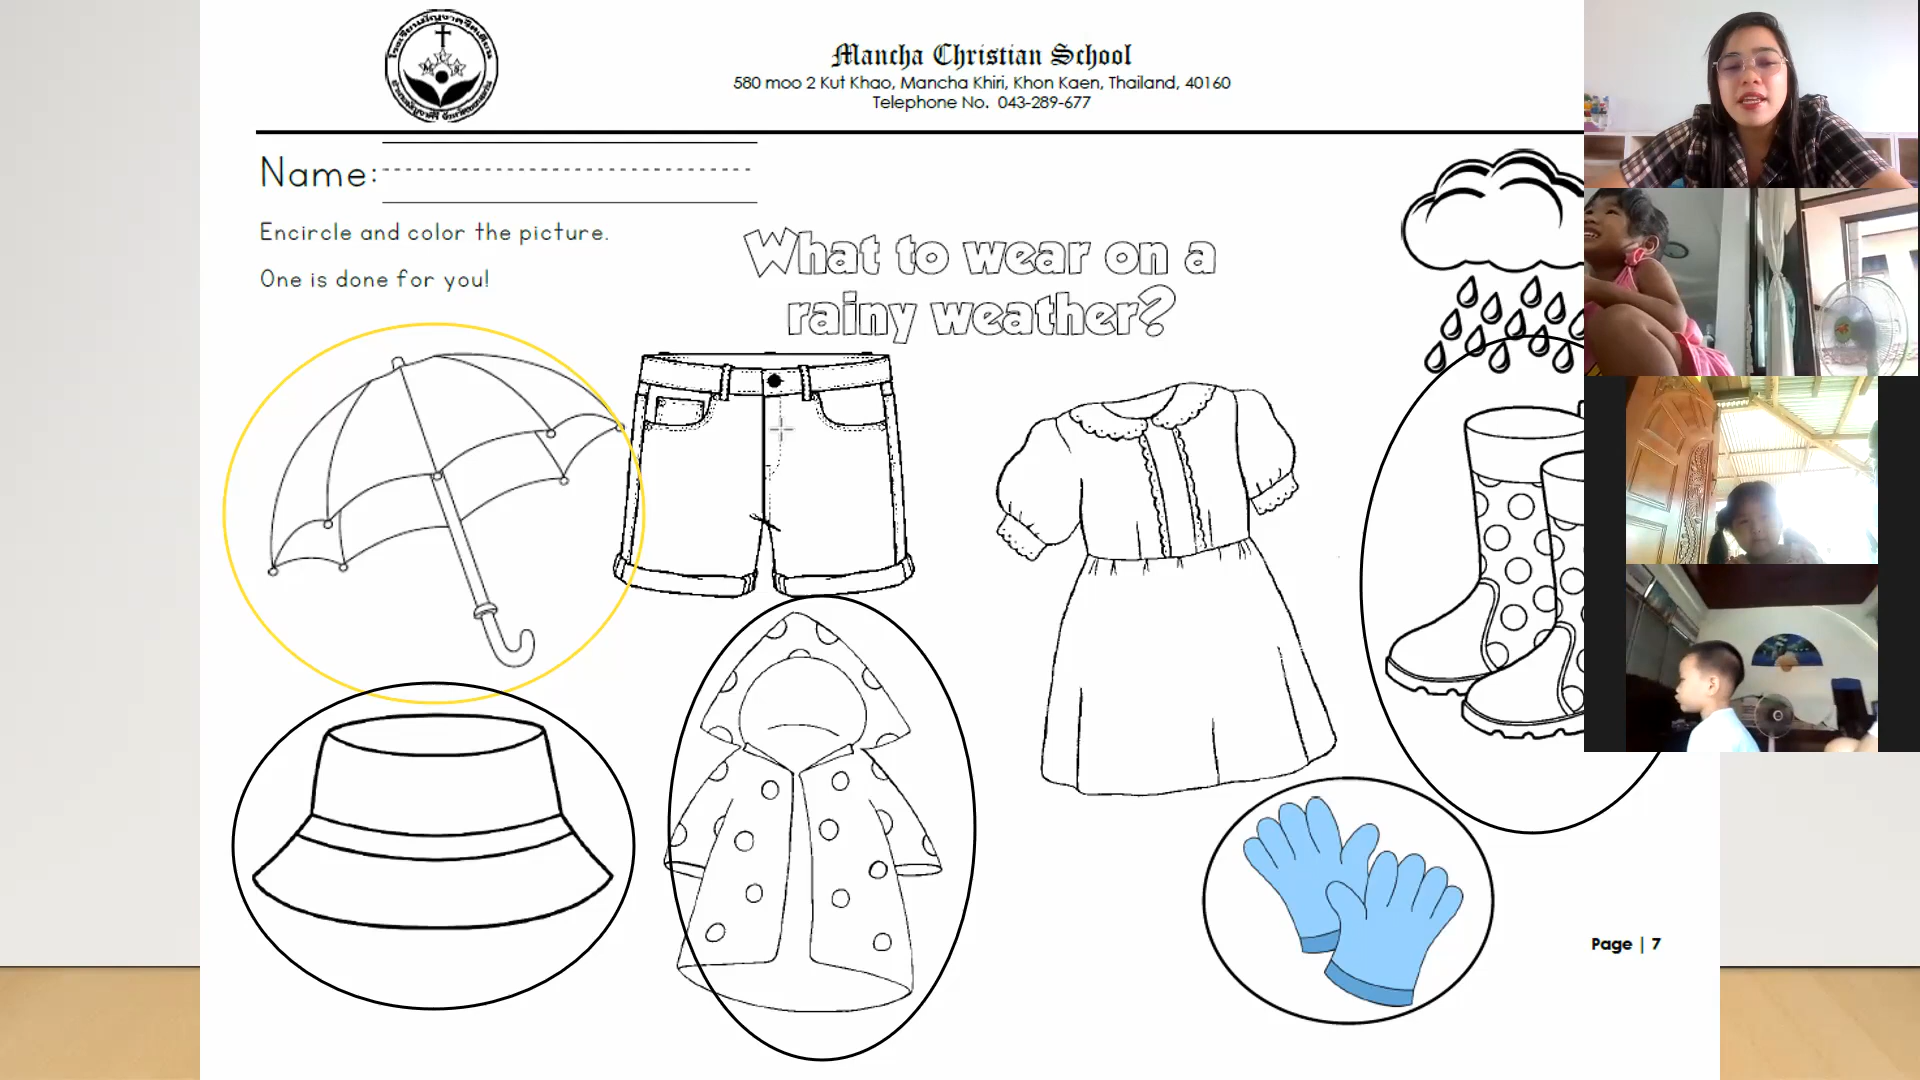 Mancha Christian School
580 moo 2 Kut Khao, Mancha Khiri, Khon Kaen, Thailand, 40160
Telephone No. 043-289-677
Name:
Encircle and color the picture.
One is done for you!
What to wear on a
rainy weather?
Page | 7